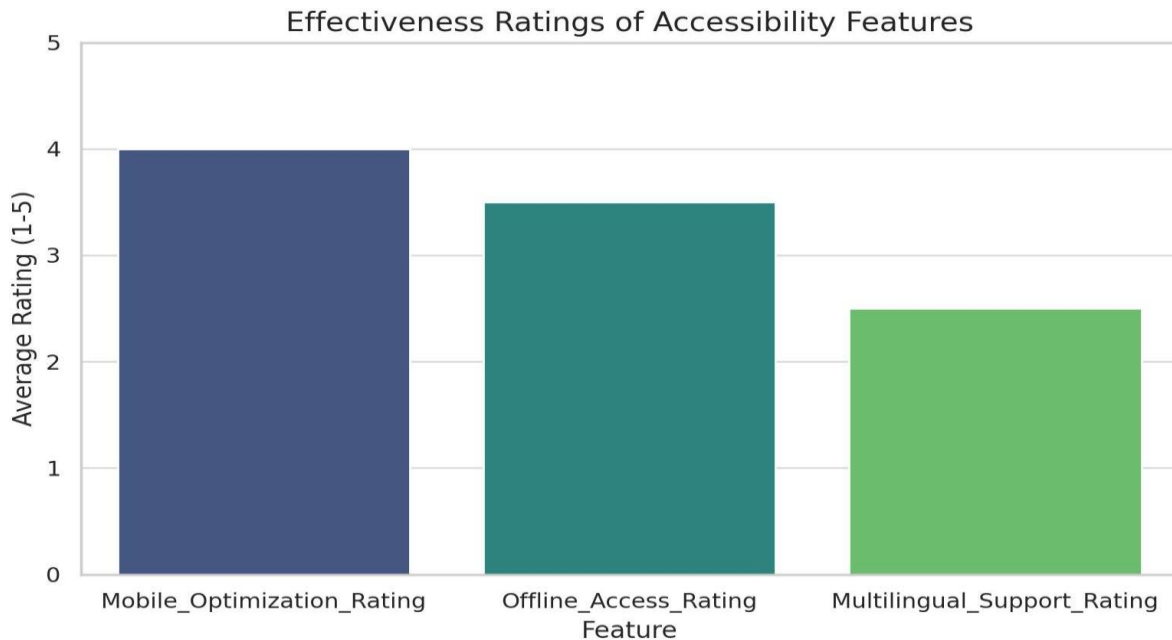 Effectiveness Ratings of Accessibility Features
5
4
3
2
1
0
Average Rating (1-5)
Mobile_Optimization_Rating Offline_Access_Rating Multilingual_Support_Rating
Feature